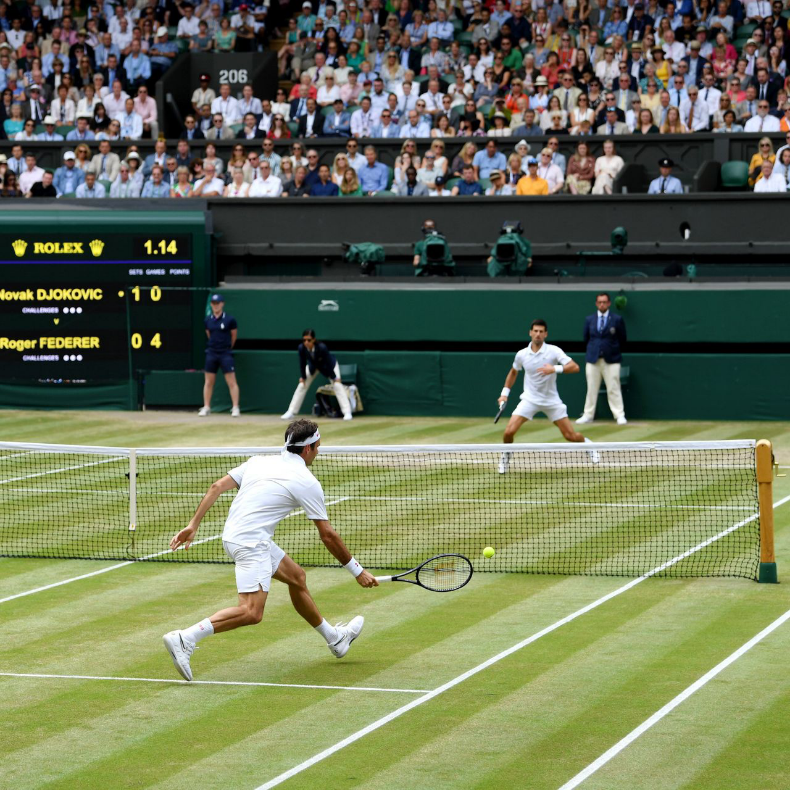 206
ROLEX
1.14
SETS GAMES POINTS
Novak DJOKOVIC 1 0
CHALLENGES
v
Roger FEDERER 0 4
CHALLENGES